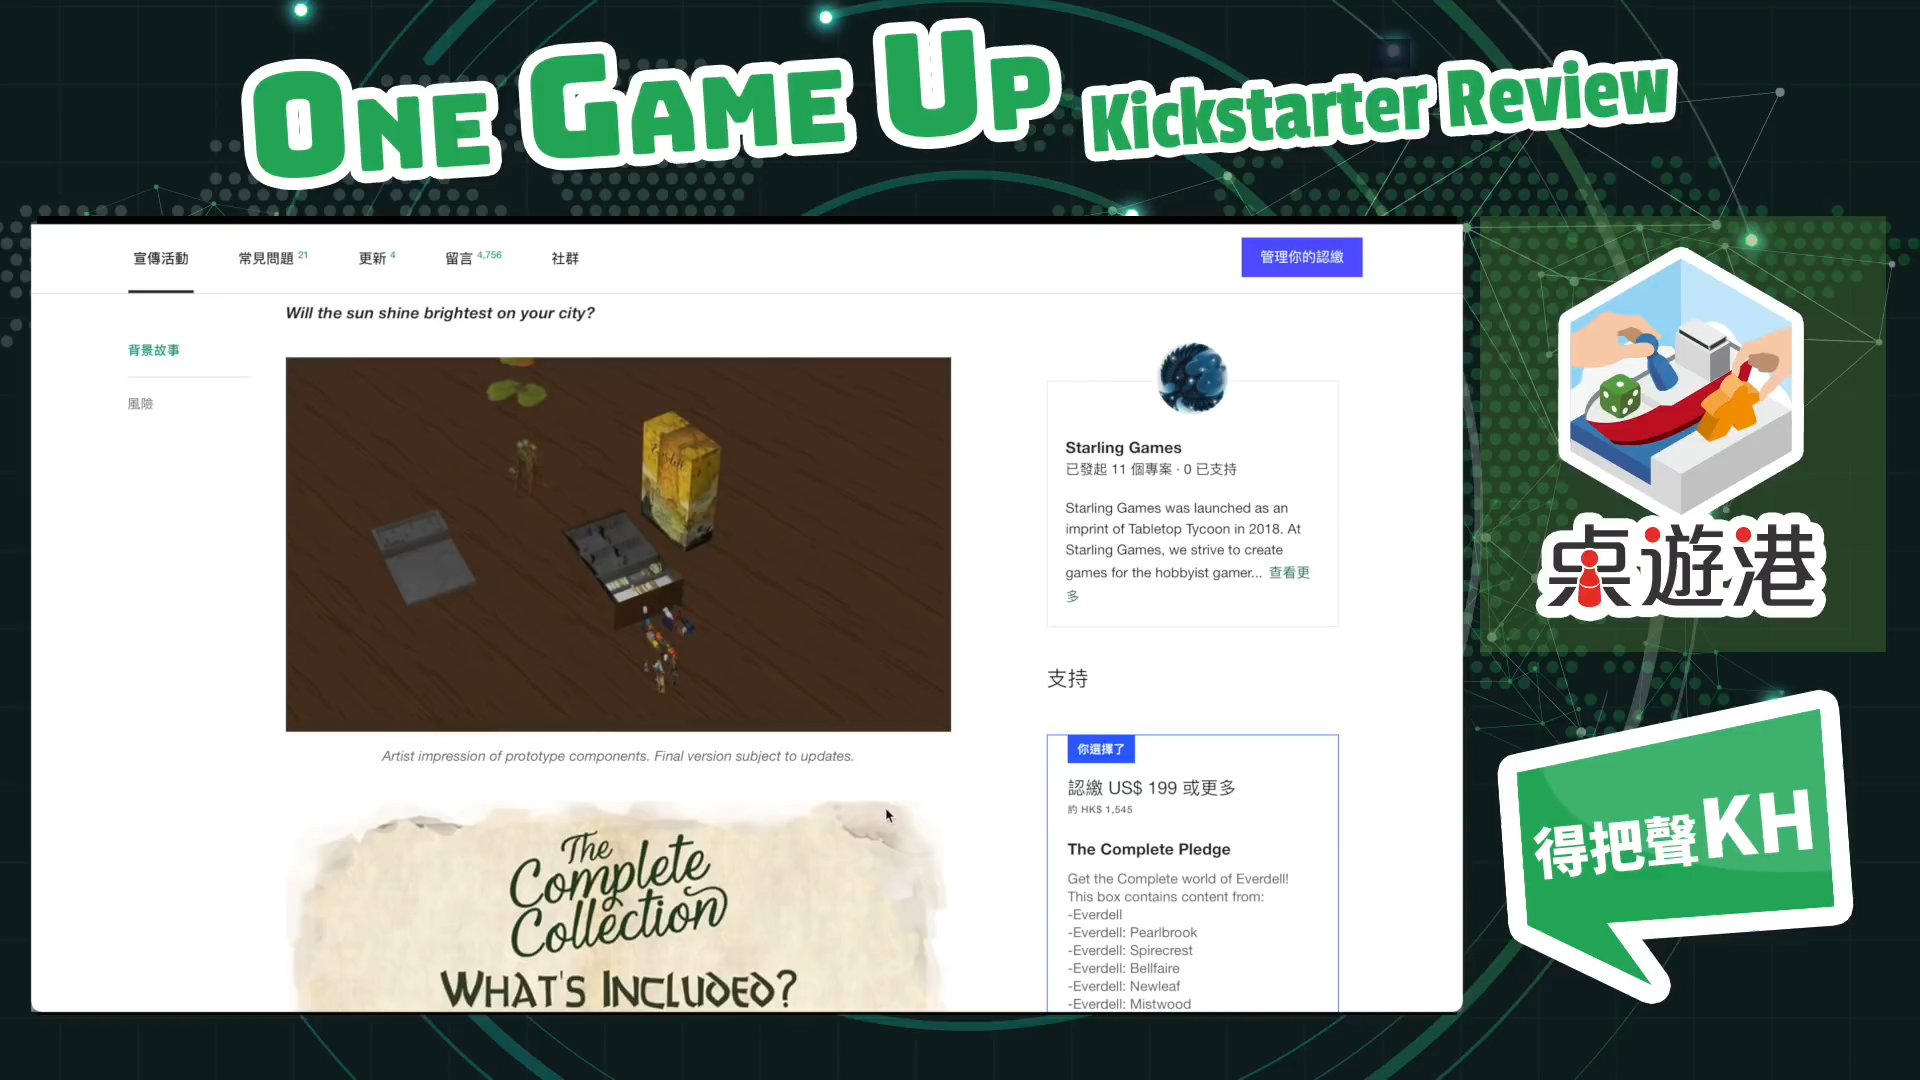 ONE GAME UP Kickstarter Review
宣傳活動 常見問題 21 更新 4 留言 4,756 社群 管理你的認繳
Will the sun shine brightest on your city?
背景故事
風險
Starling Games
已發起 11 個專案 · 0 已支持
Starling Games was launched as an
imprint of Tabletop Tycoon in 2018. At
Starling Games, we strive to create
games for the hobbyist gamer... 查看更
多
支持
Artist impression of prototype components. Final version subject to updates.
The
Complete
Collection
WHAT'S INCLUDED?
你選擇了
認繳 US$ 199 或更多
約 HK$ 1,545
The Complete Pledge
Get the Complete world of Everdell!
This box contains content from:
-Everdell
-Everdell: Pearlbrook
-Everdell: Spirecrest
-Everdell: Bellfaire
-Everdell: Newleaf
-Everdell: Mistwood
桌遊港
得把聲KH